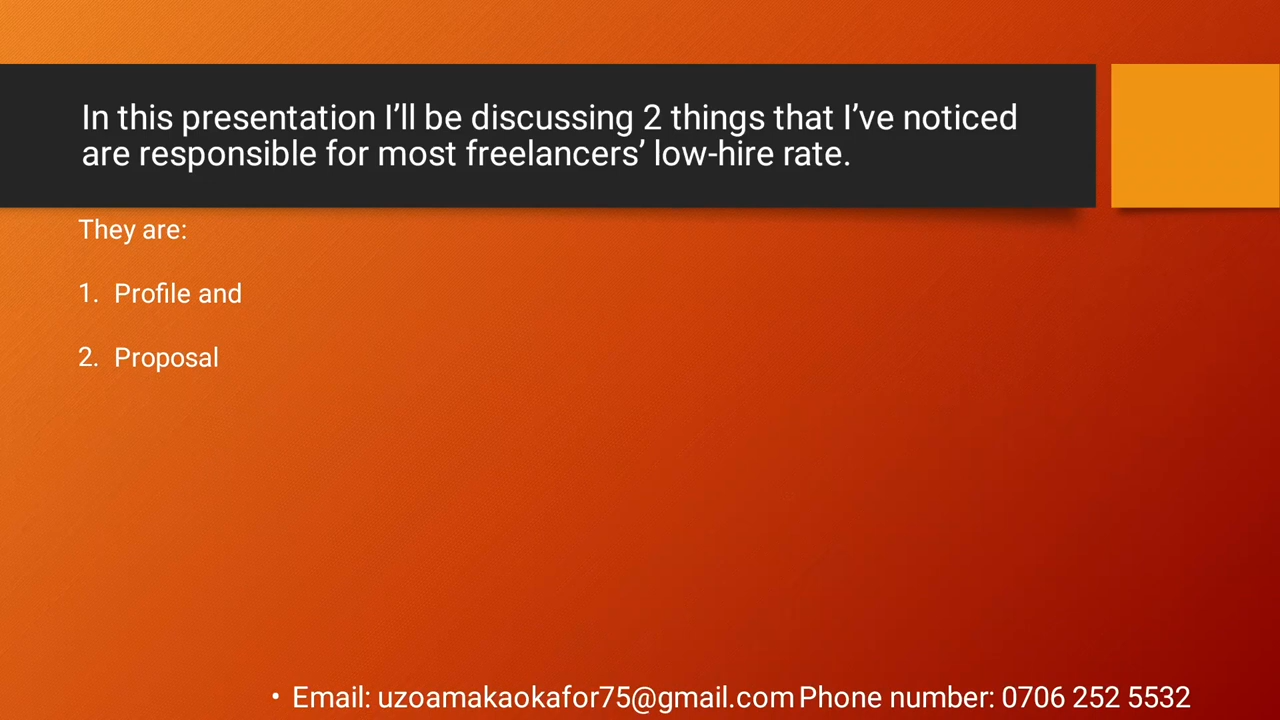 In this presentation I’ll be discussing 2 things that I’ve noticed
are responsible for most freelancers’ low-hire rate.
They are:
1. Profile and
2. Proposal
• Email: uzoamakaokafor75@gmail.com Phone number: 0706 252 5532